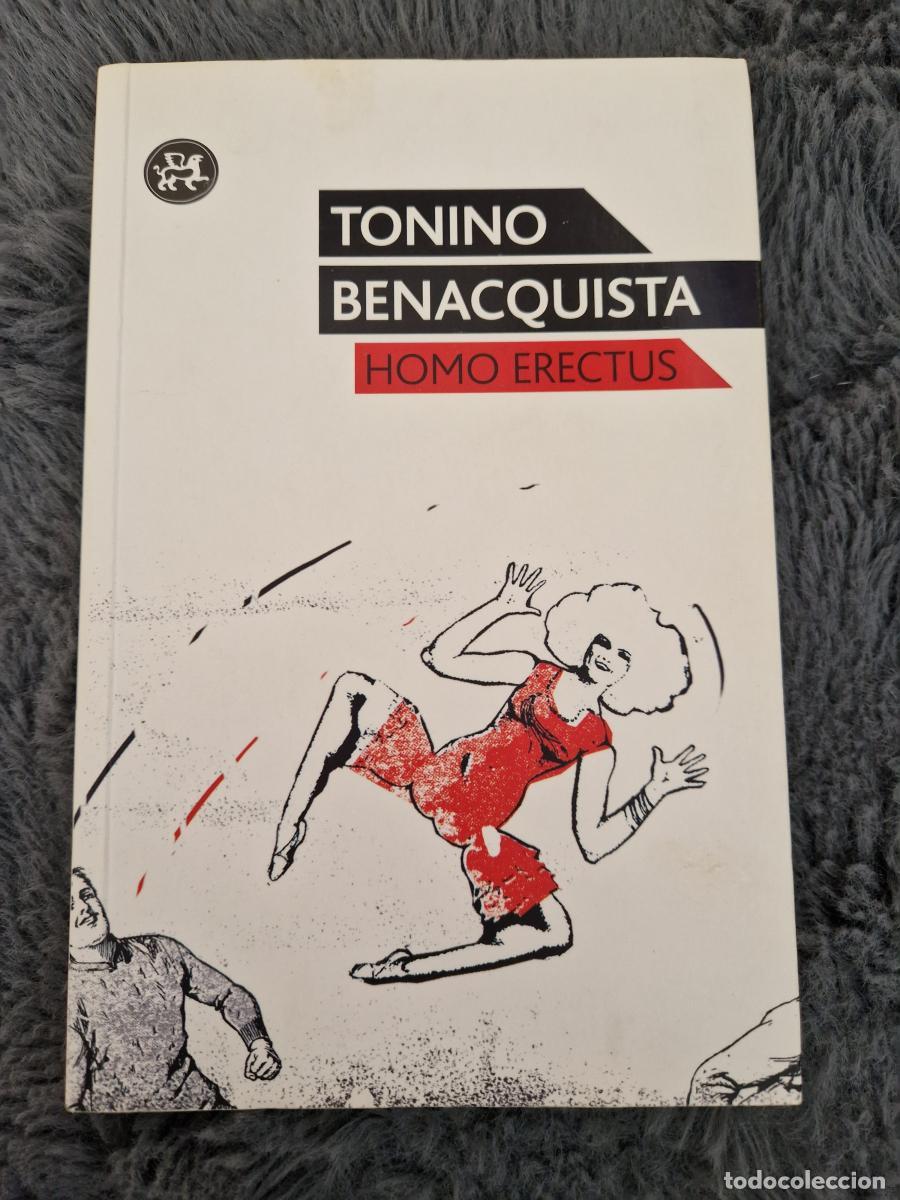 TONINO
BENACQUISTA
HOMO ERECTUS
todocoleccion